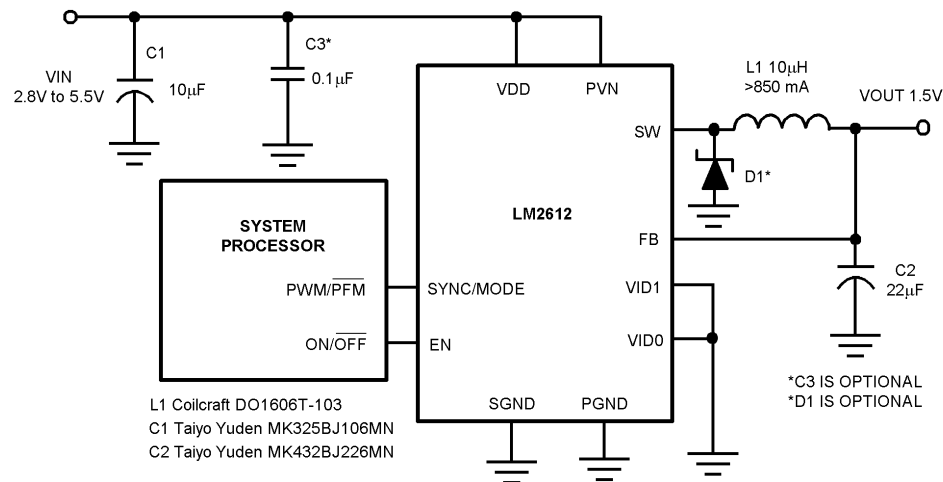 C1
C3*
VIN
2.8V to 5.5V
10μF
0.1μF
VDD
PVN
L1 10μH
>850 mA
VOUT 1.5V
SW
D1*
SYSTEM
PROCESSOR
LM2612
FB
PWM/PFM
SYNC/MODE
VID1
C2
22μF
ON/OFF
EN
VID0
*C3 IS OPTIONAL
*D1 IS OPTIONAL
SGND
PGND
L1 Coilcraft DO1606T-103
C1 Taiyo Yuden MK325BJ106MN
C2 Taiyo Yuden MK432BJ226MN